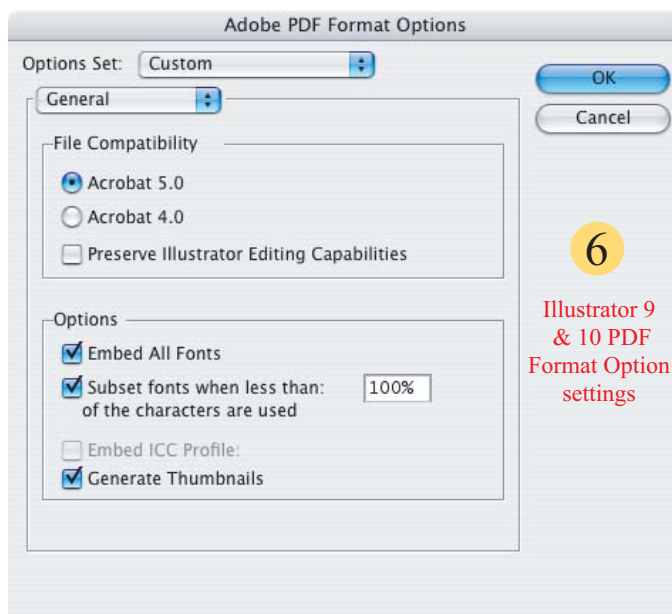 Adobe PDF Format Options
Options Set: Custom
OK
General
Cancel
File Compatibility
Acrobat 5.0
Acrobat 4.0
Preserve Illustrator Editing Capabilities
6
Illustrator 9
& 10 PDF
Format Option
settings
Options
Embed All Fonts
Subset fonts when less than: 100%
of the characters are used
Embed ICC Profile:
Generate Thumbnails